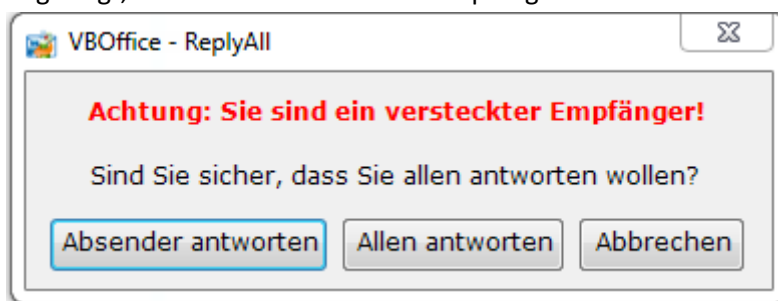 VBOffice - ReplyAll
Achtung: Sie sind ein versteckter Empfänger!
Sind Sie sicher, dass Sie allen antworten wollen?
Absender antworten Allen antworten Abbrechen